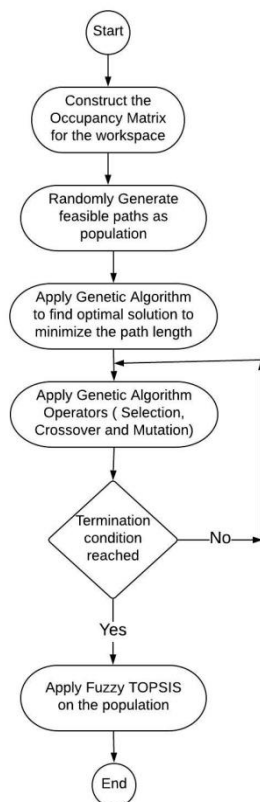 Start
Construct the
Occupancy Matrix
for the workspace
Randomly Generate
feasible paths as
population
Apply Genetic Algorithm
to find optimal solution to
minimize the path length
Apply Genetic Algorithm
Operators ( Selection,
Crossover and Mutation)
Termination
condition
reached
No
Yes
Apply Fuzzy TOPSIS
on the population
End